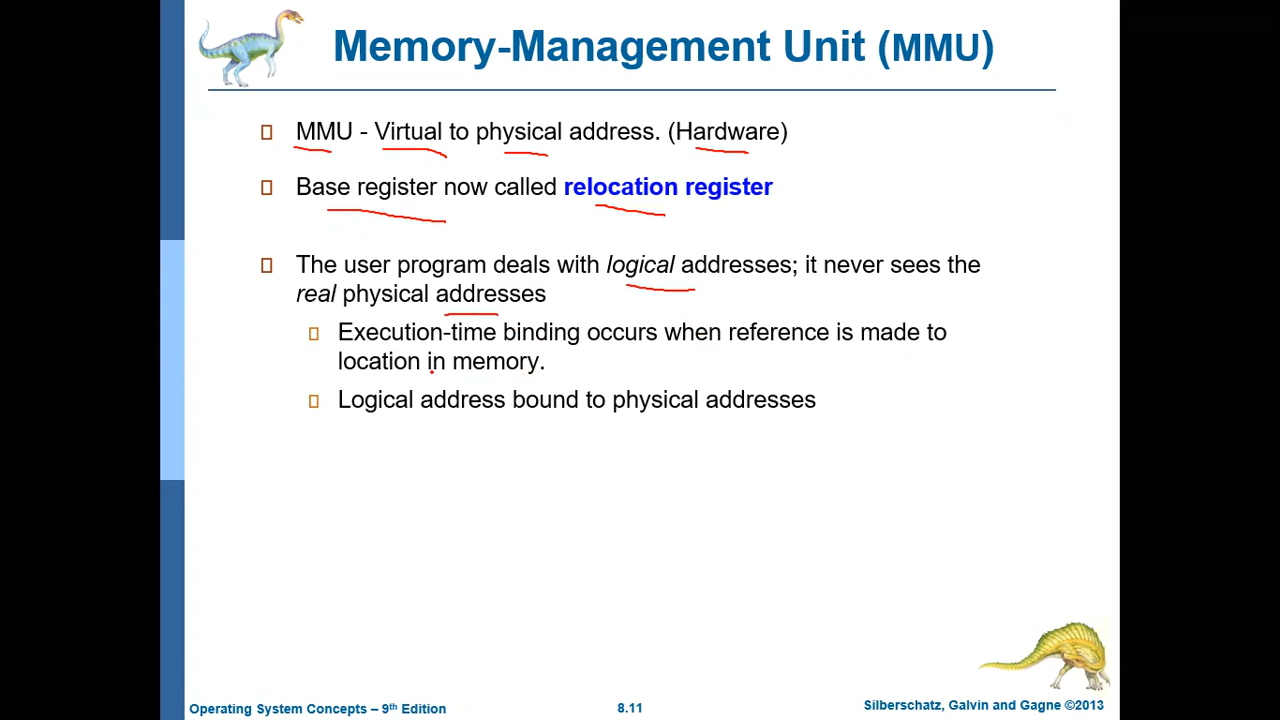 Memory-Management Unit (MMU)
MMU - Virtual to physical address. (Hardware)
Base register now called relocation register
The user program deals with logical addresses; it never sees the
real physical addresses
Execution-time binding occurs when reference is made to
location in memory.
Logical address bound to physical addresses
Operating System Concepts – 9th Edition
8.11
Silberschatz, Galvin and Gagne ©2013